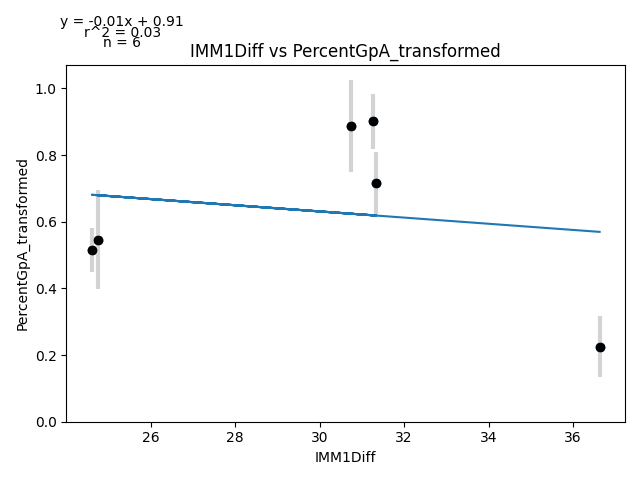 y = -0.01x + 0.91
r^2 = 0.03
n = 6
IMM1Diff vs PercentGpA_transformed
PercentGpA_transformed
1.0
0.8
0.6
0.4
0.2
0.0
26 28 30 32 34 36
IMM1Diff